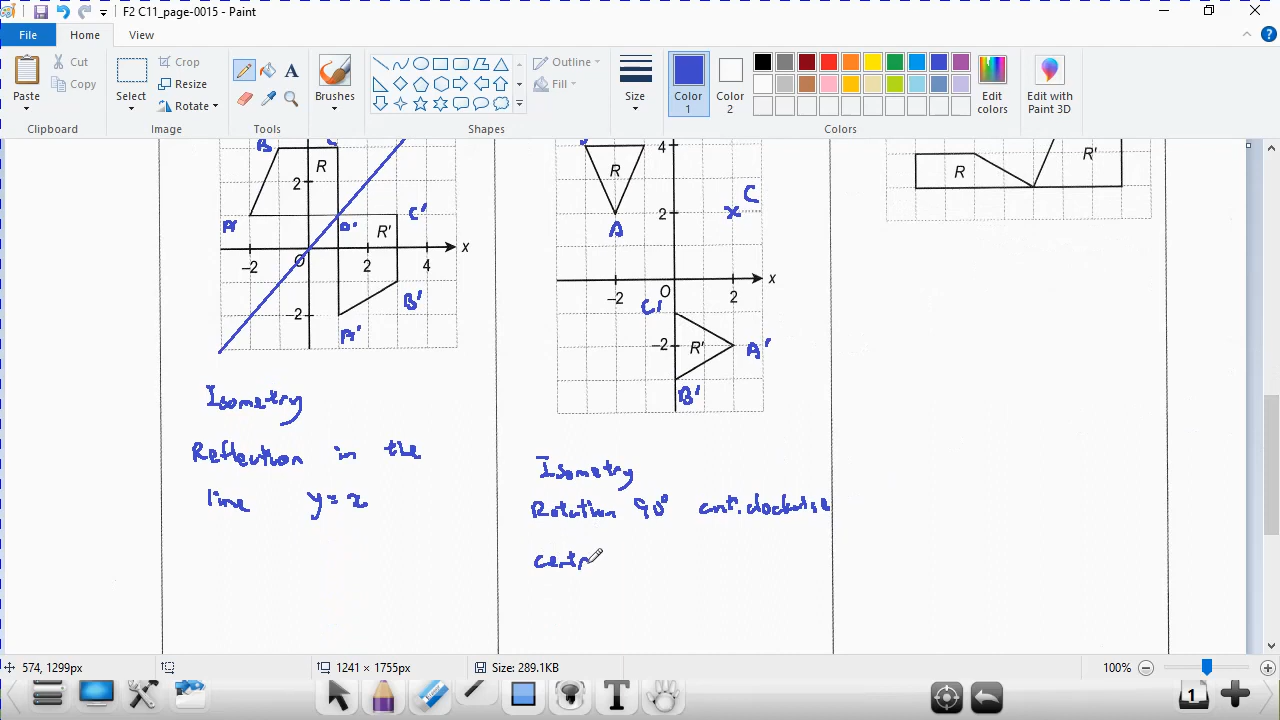 F2 C11_page-0015 - Paint
File Home View
Paste
Cut
Copy
Clipboard
Select
Crop
Resize
Rotate
Image
Tools
Brushes
Shapes
Outline
Fill
Size
Color 1
Color 2
Edit colors
Edit with Paint 3D
Colors
B R
2
A C' x
R'
O
-2 2 4
B'
-2
A'
Isometry
Reflection in the
line y = x
4
R
C
x
2
A
x
O
-2 2
C'
-2 R' A'
B'
Isometry
Rotation 90° anti.clockwise
centr
R R'
574, 1299px
1241 × 1755px
Size: 289.1KB
100%
1